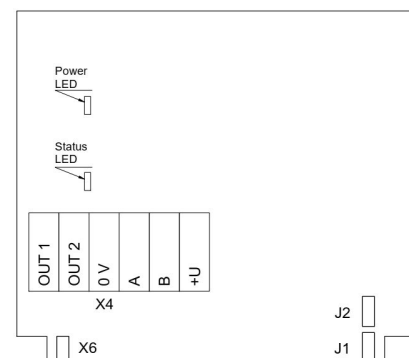 Power
LED
Status
LED
OUT 1
OUT 2
0 V
A
B
+U
X4
J2
X6
J1